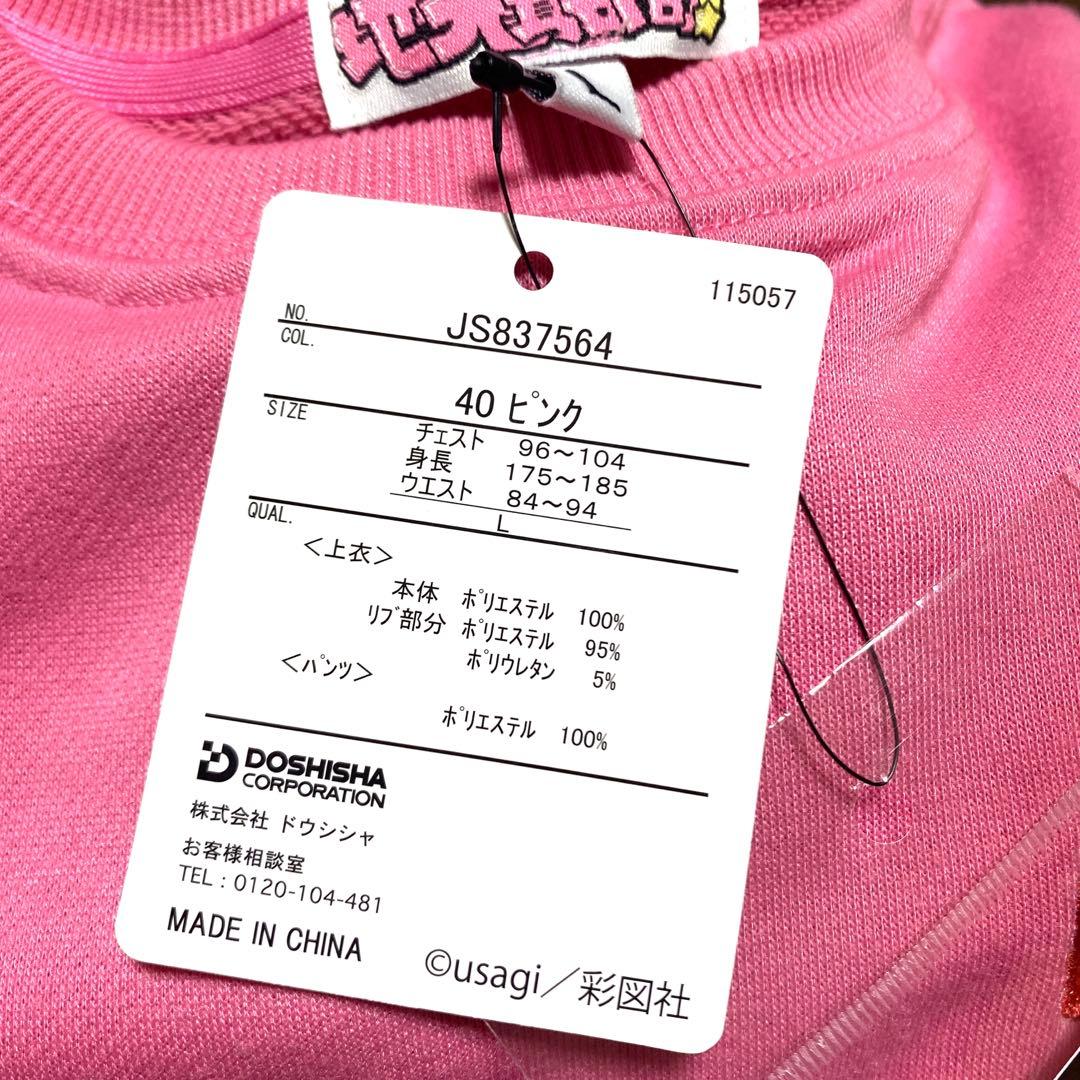 115057
NO. JS837564
COL.
40 ピンク
SIZE
チェスト 96～104
身長 175～185
ウエスト 84～94
L
QUAL.
＜上衣＞
本体 ポリエステル 100%
リブ部分 ポリエステル 95%
ポリウレタン 5%
＜パンツ＞
ポリエステル 100%
DOSHISHA
CORPORATION
株式会社 ドウシシャ
お客様相談室
TEL : 0120-104-481
MADE IN CHINA
©usagi／彩図社